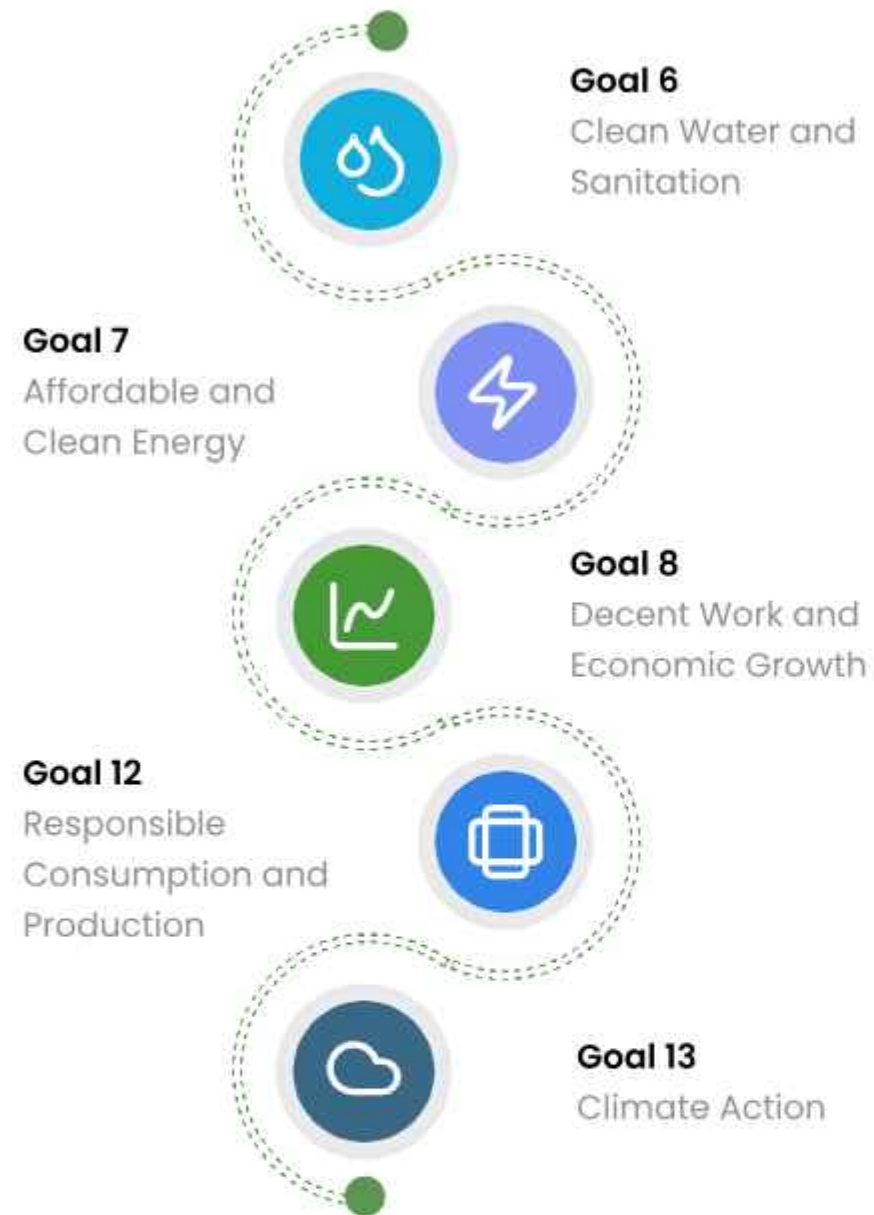 Goal 6
Clean Water and
Sanitation
Goal 7
Affordable and
Clean Energy
Goal 8
Decent Work and
Economic Growth
Goal 12
Responsible
Consumption and
Production
Goal 13
Climate Action